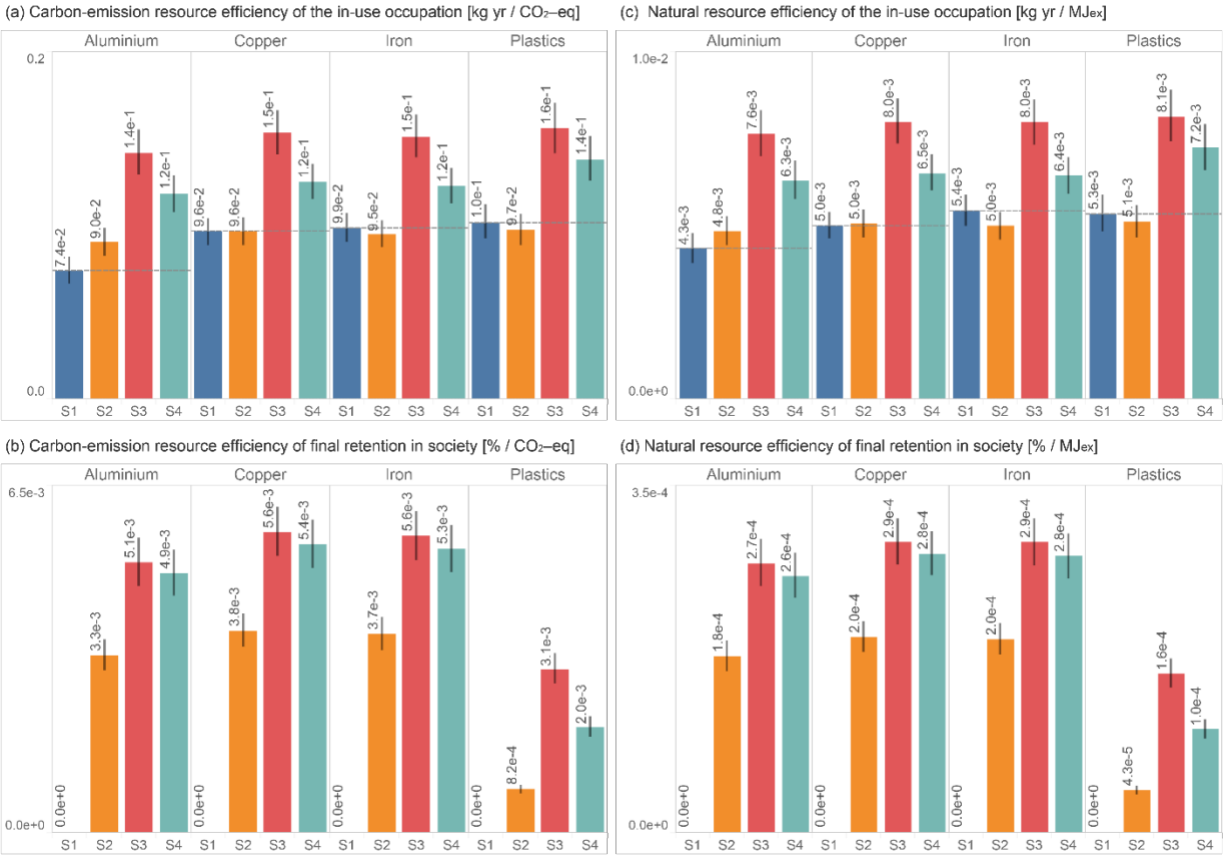 (a) Carbon-emission resource efficiency of the in-use occupation [kg yr / CO₂–eq]
Aluminium Copper Iron Plastics
0.2
7.4e-2 9.0e-2 1.4e-1 1.2e-1 9.6e-2 9.6e-2 1.5e-1 1.2e-1 9.9e-2 9.5e-2 1.5e-1 1.2e-1 1.0e-1 9.7e-2 1.6e-1 1.4e-1
0.0
S1 S2 S3 S4 S1 S2 S3 S4 S1 S2 S3 S4 S1 S2 S3 S4
(c) Natural resource efficiency of the in-use occupation [kg yr / MJex]
Aluminium Copper Iron Plastics
1.0e-2
4.3e-3 4.8e-3 7.6e-3 6.3e-3 5.0e-3 5.0e-3 8.0e-3 6.5e-3 5.4e-3 5.0e-3 8.0e-3 6.4e-3 5.3e-3 5.1e-3 8.1e-3 7.2e-3
0.0e+0
S1 S2 S3 S4 S1 S2 S3 S4 S1 S2 S3 S4 S1 S2 S3 S4
(b) Carbon-emission resource efficiency of final retention in society [% / CO₂–eq]
Aluminium Copper Iron Plastics
6.5e-3
0.0e+0 3.3e-3 5.1e-3 4.9e-3 0.0e+0 3.8e-3 5.6e-3 5.4e-3 0.0e+0 3.7e-3 5.6e-3 5.3e-3 0.0e+0 8.2e-4 3.1e-3 2.0e-3
0.0e+0
S1 S2 S3 S4 S1 S2 S3 S4 S1 S2 S3 S4 S1 S2 S3 S4
(d) Natural resource efficiency of final retention in society [% / MJex]
Aluminium Copper Iron Plastics
3.5e-4
0.0e+0 1.8e-4 2.7e-4 2.6e-4 0.0e+0 2.0e-4 2.9e-4 2.8e-4 0.0e+0 2.0e-4 2.9e-4 2.8e-4 0.0e+0 4.3e-5 1.6e-4 1.0e-4
0.0e+0
S1 S2 S3 S4 S1 S2 S3 S4 S1 S2 S3 S4 S1 S2 S3 S4